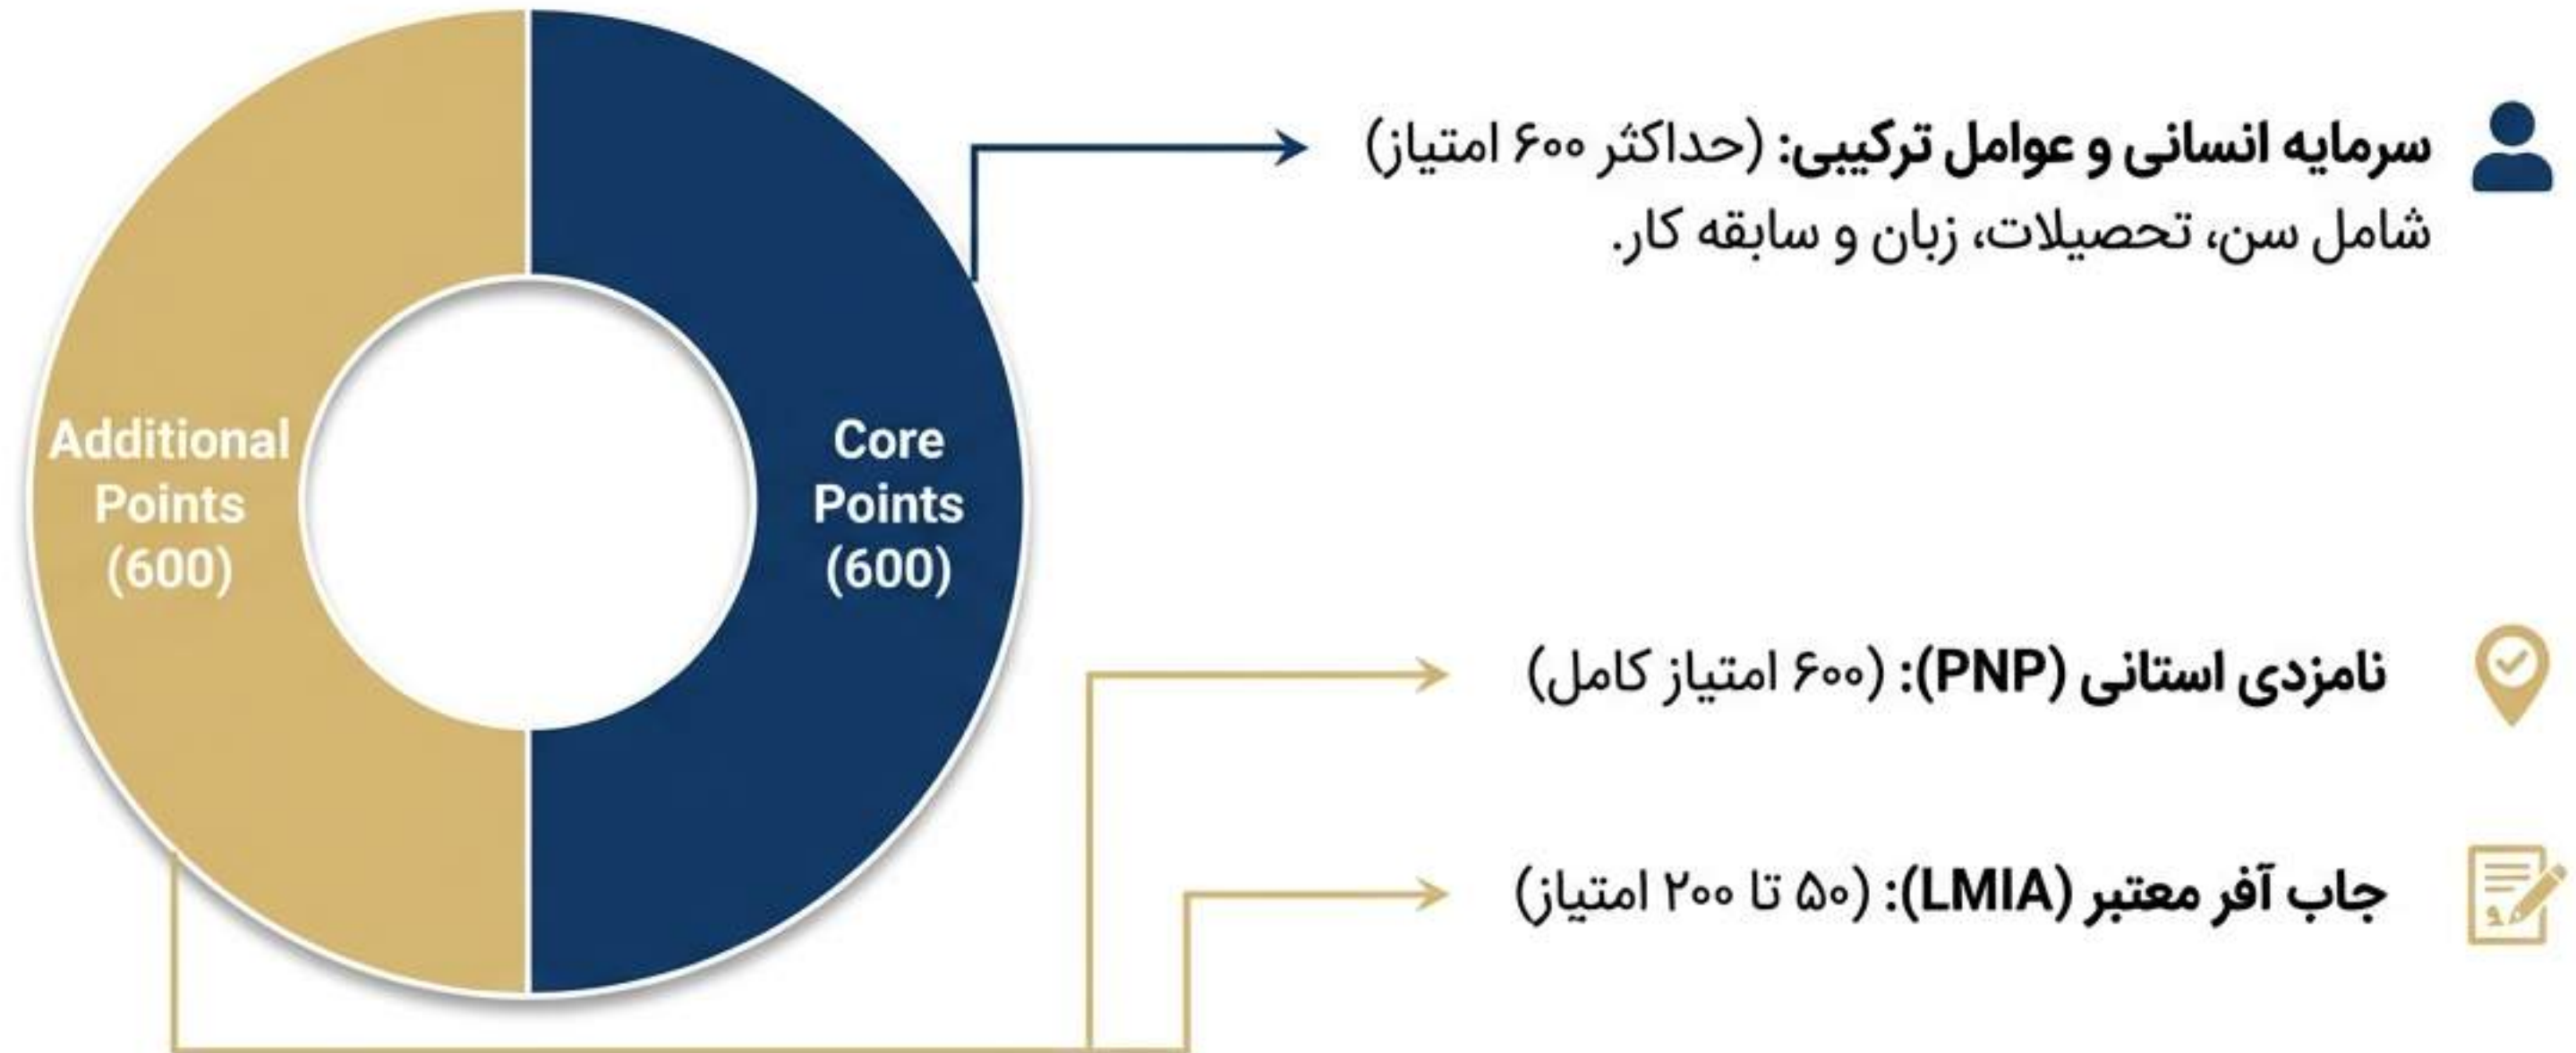 Additional
Points
(600)
Core
Points
(600)
سرمایه انسانی و عوامل ترکیبی: (حداکثر ۶۰۰ امتیاز)
شامل سن، تحصیلات، زبان و سابقه کار.
نامزدی استانی (PNP): (۶۰۰ امتیاز کامل)
جاب آفر معتبر (LMIA): (۵۰ تا ۲۰۰ امتیاز)